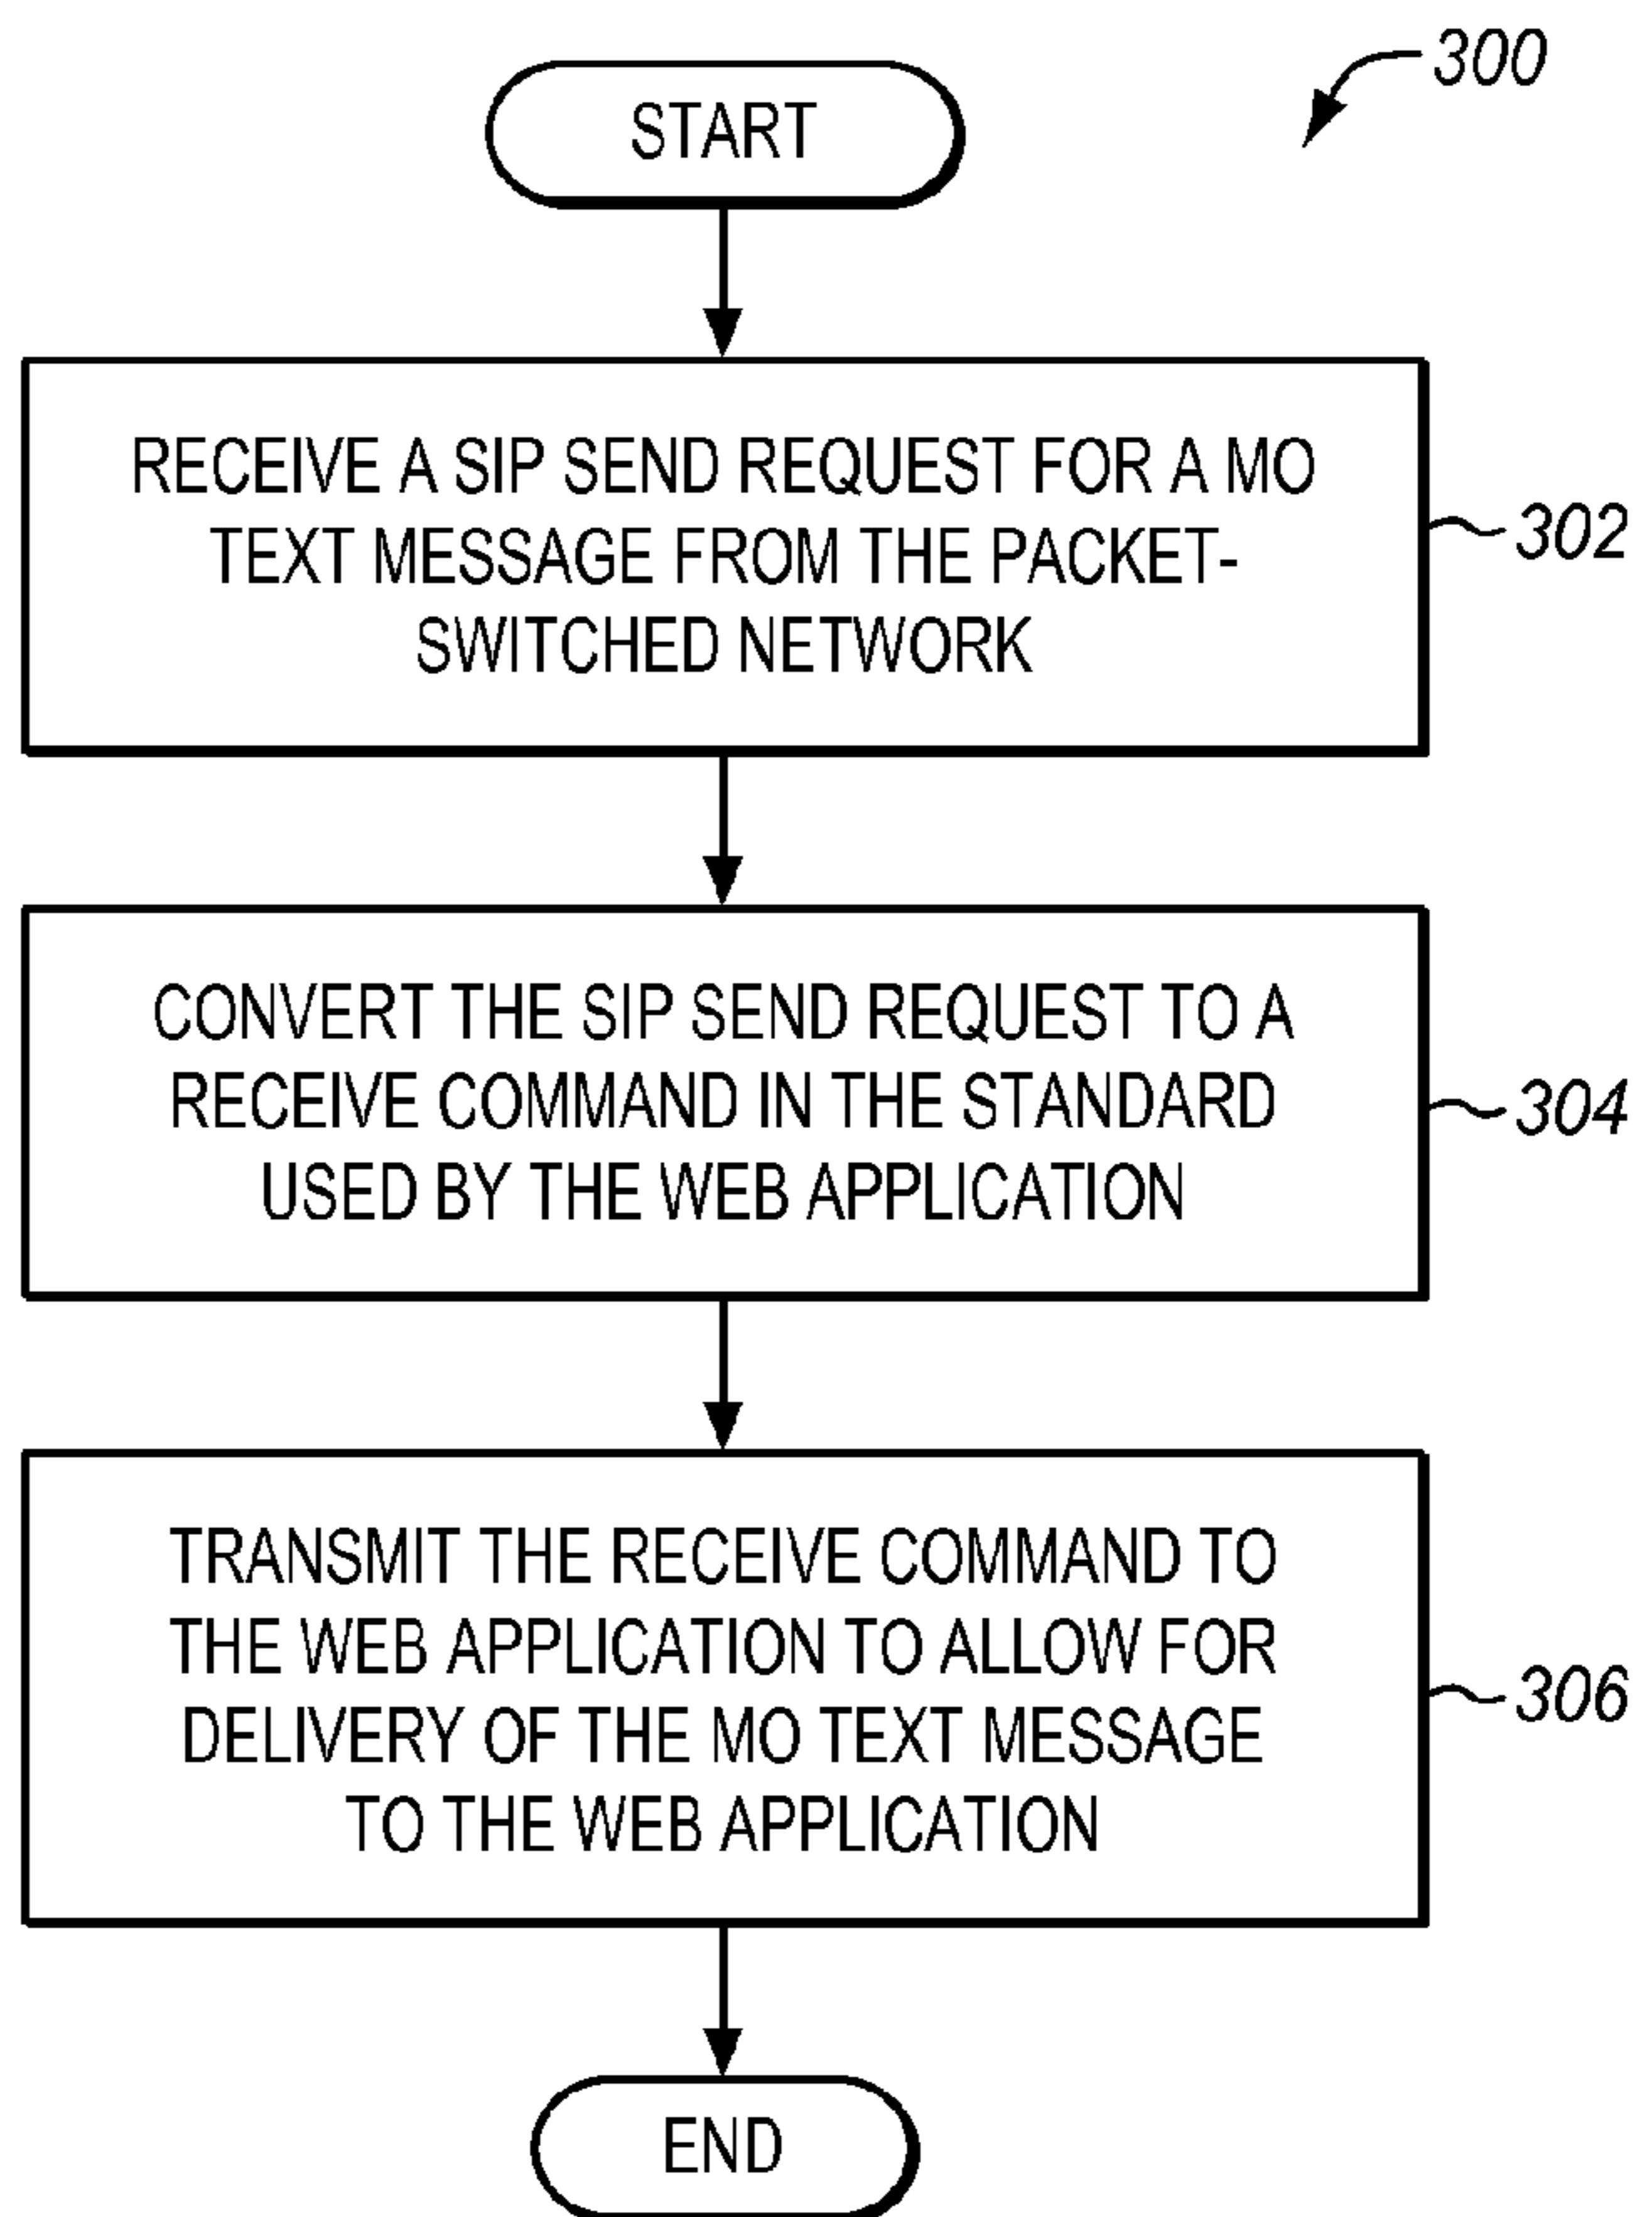 300
START
RECEIVE A SIP SEND REQUEST FOR A MO
TEXT MESSAGE FROM THE PACKET-
SWITCHED NETWORK
302
CONVERT THE SIP SEND REQUEST TO A
RECEIVE COMMAND IN THE STANDARD
USED BY THE WEB APPLICATION
304
TRANSMIT THE RECEIVE COMMAND TO
THE WEB APPLICATION TO ALLOW FOR
DELIVERY OF THE MO TEXT MESSAGE
TO THE WEB APPLICATION
306
END